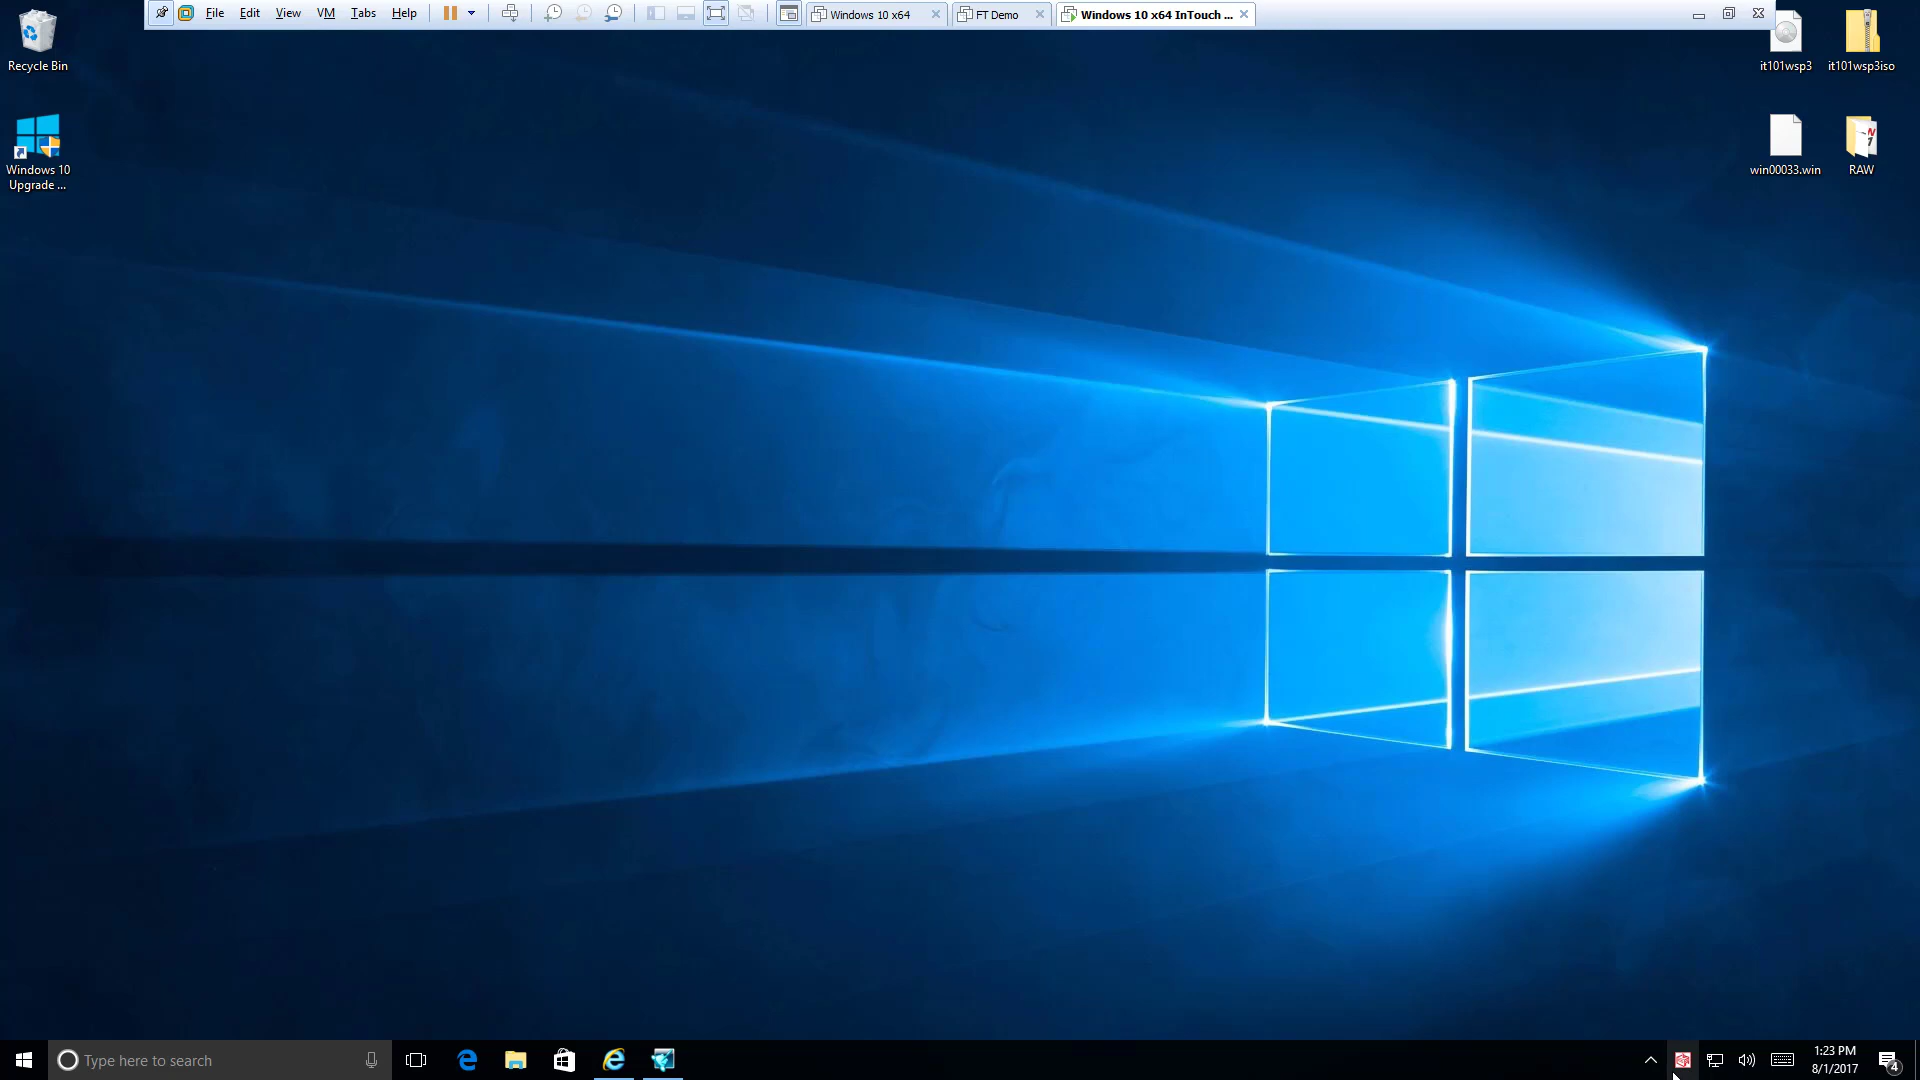 File Edit View VM Tabs Help
Windows 10 x64
FT Demo
Windows 10 x64 InTouch ...
Recycle Bin
it101wsp3
it101wsp3iso
Windows 10
Upgrade ...
win00033.win
RAW
Type here to search
1:23 PM
8/1/2017
4